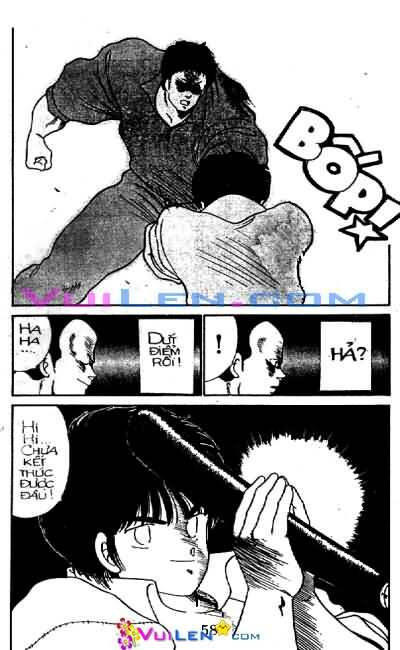 BỐP!
VUILEN.COM
HA
HA
...
DỨT
ĐIỂM
RỒI!
!
HẢ?
HI
HI...
CHƯA
KẾT
THÚC
ĐƯỢC
ĐÂU!
58
VUILEN.COM